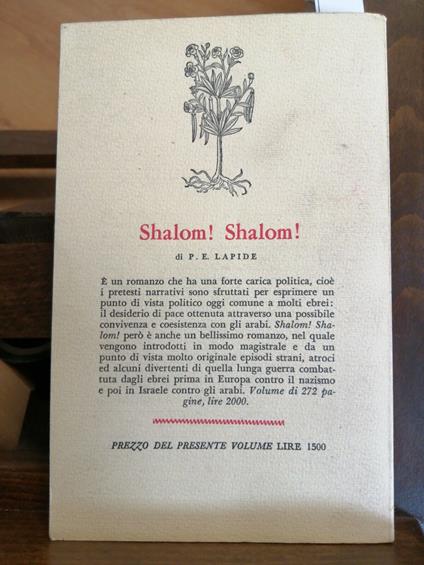 Shalom! Shalom!
di P. E. LAPIDE
È un romanzo che ha una forte carica politica, cioè
i pretesti narrativi sono sfruttati per esprimere un
punto di vista politico oggi comune a molti ebrei:
il desiderio di pace ottenuta attraverso una possibile
convivenza e coesistenza con gli arabi. Shalom! Sha-
lom! però è anche un bellissimo romanzo, nel quale
vengono introdotti in modo magistrale e da un
punto di vista molto originale episodi strani, atroci
ed alcuni divertenti di quella lunga guerra combat-
tuta dagli ebrei prima in Europa contro il nazismo
e poi in Israele contro gli arabi. Volume di 272 pa-
gine, lire 2000.
PREZZO DEL PRESENTE VOLUME LIRE 1500